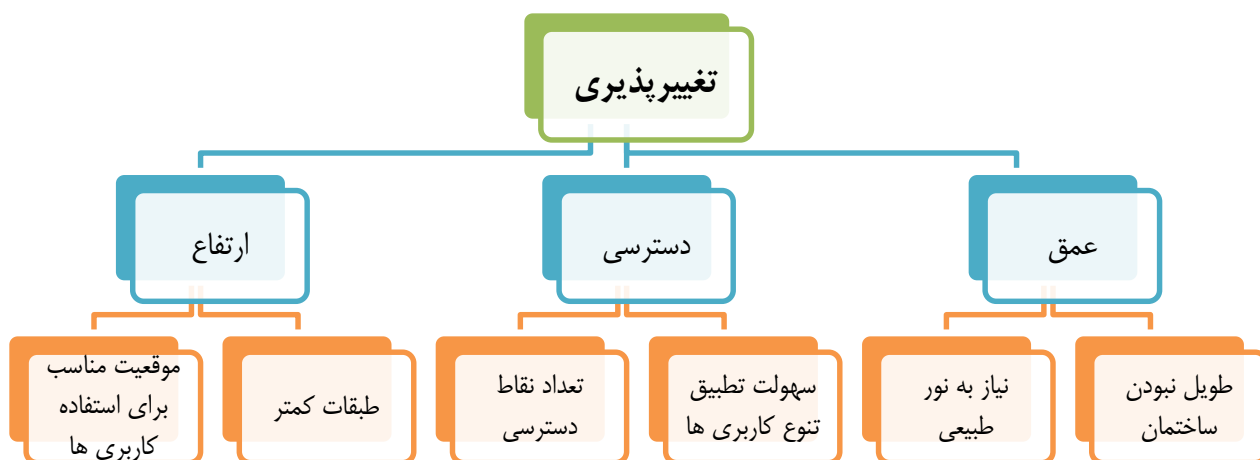 تغییرپذیری
عمق
دسترسی
ارتفاع
طویل نبودن
ساختمان
نیاز به نور
طبیعی
سهولت تطبیق
تنوع کاربری ها
تعداد نقاط
دسترسی
طبقات کمتر
موقعیت مناسب
برای استفاده
کاربری ها